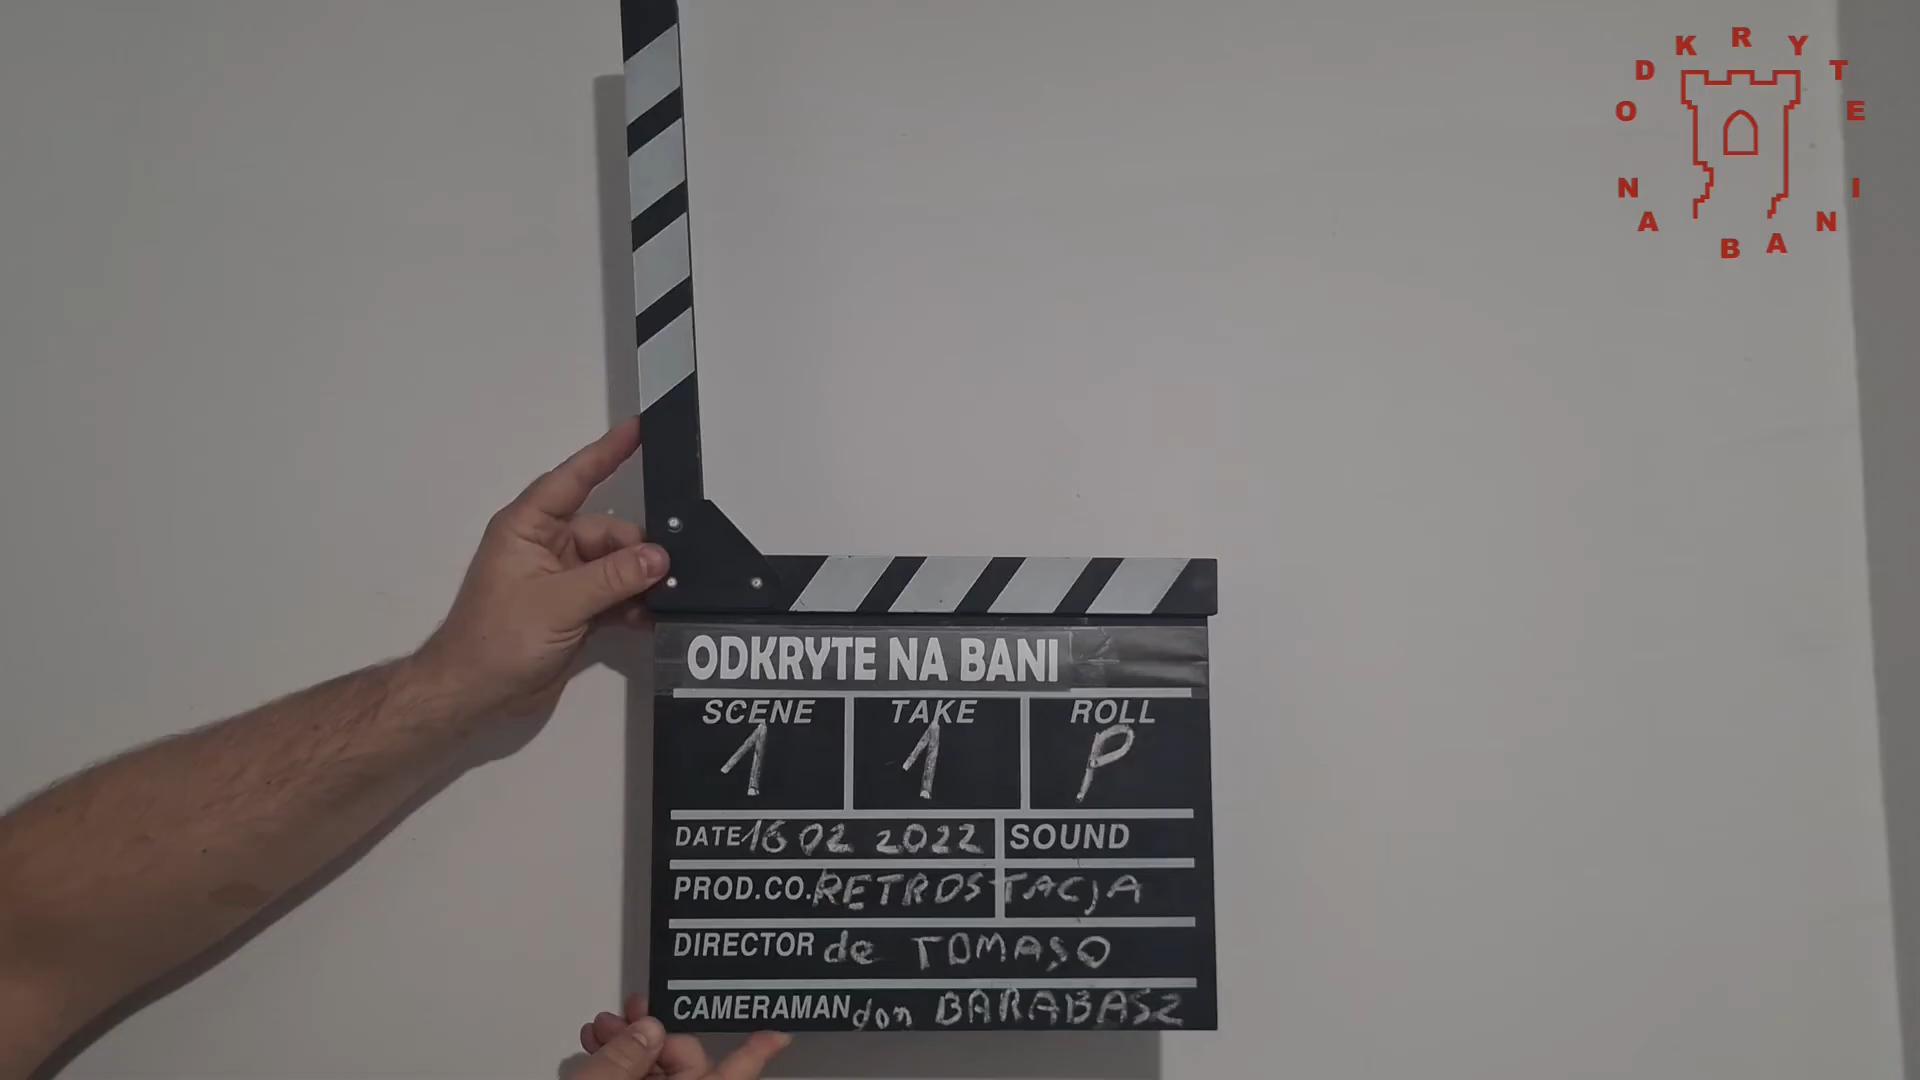 ODKRYTE NA BANI
ODKRYTE NA BANI
SCENE TAKE ROLL
1 1 P
DATE 16 02 2022 SOUND
PROD.CO. RETROSTACJA
DIRECTOR de TOMASO
CAMERAMAN don BARABASZ